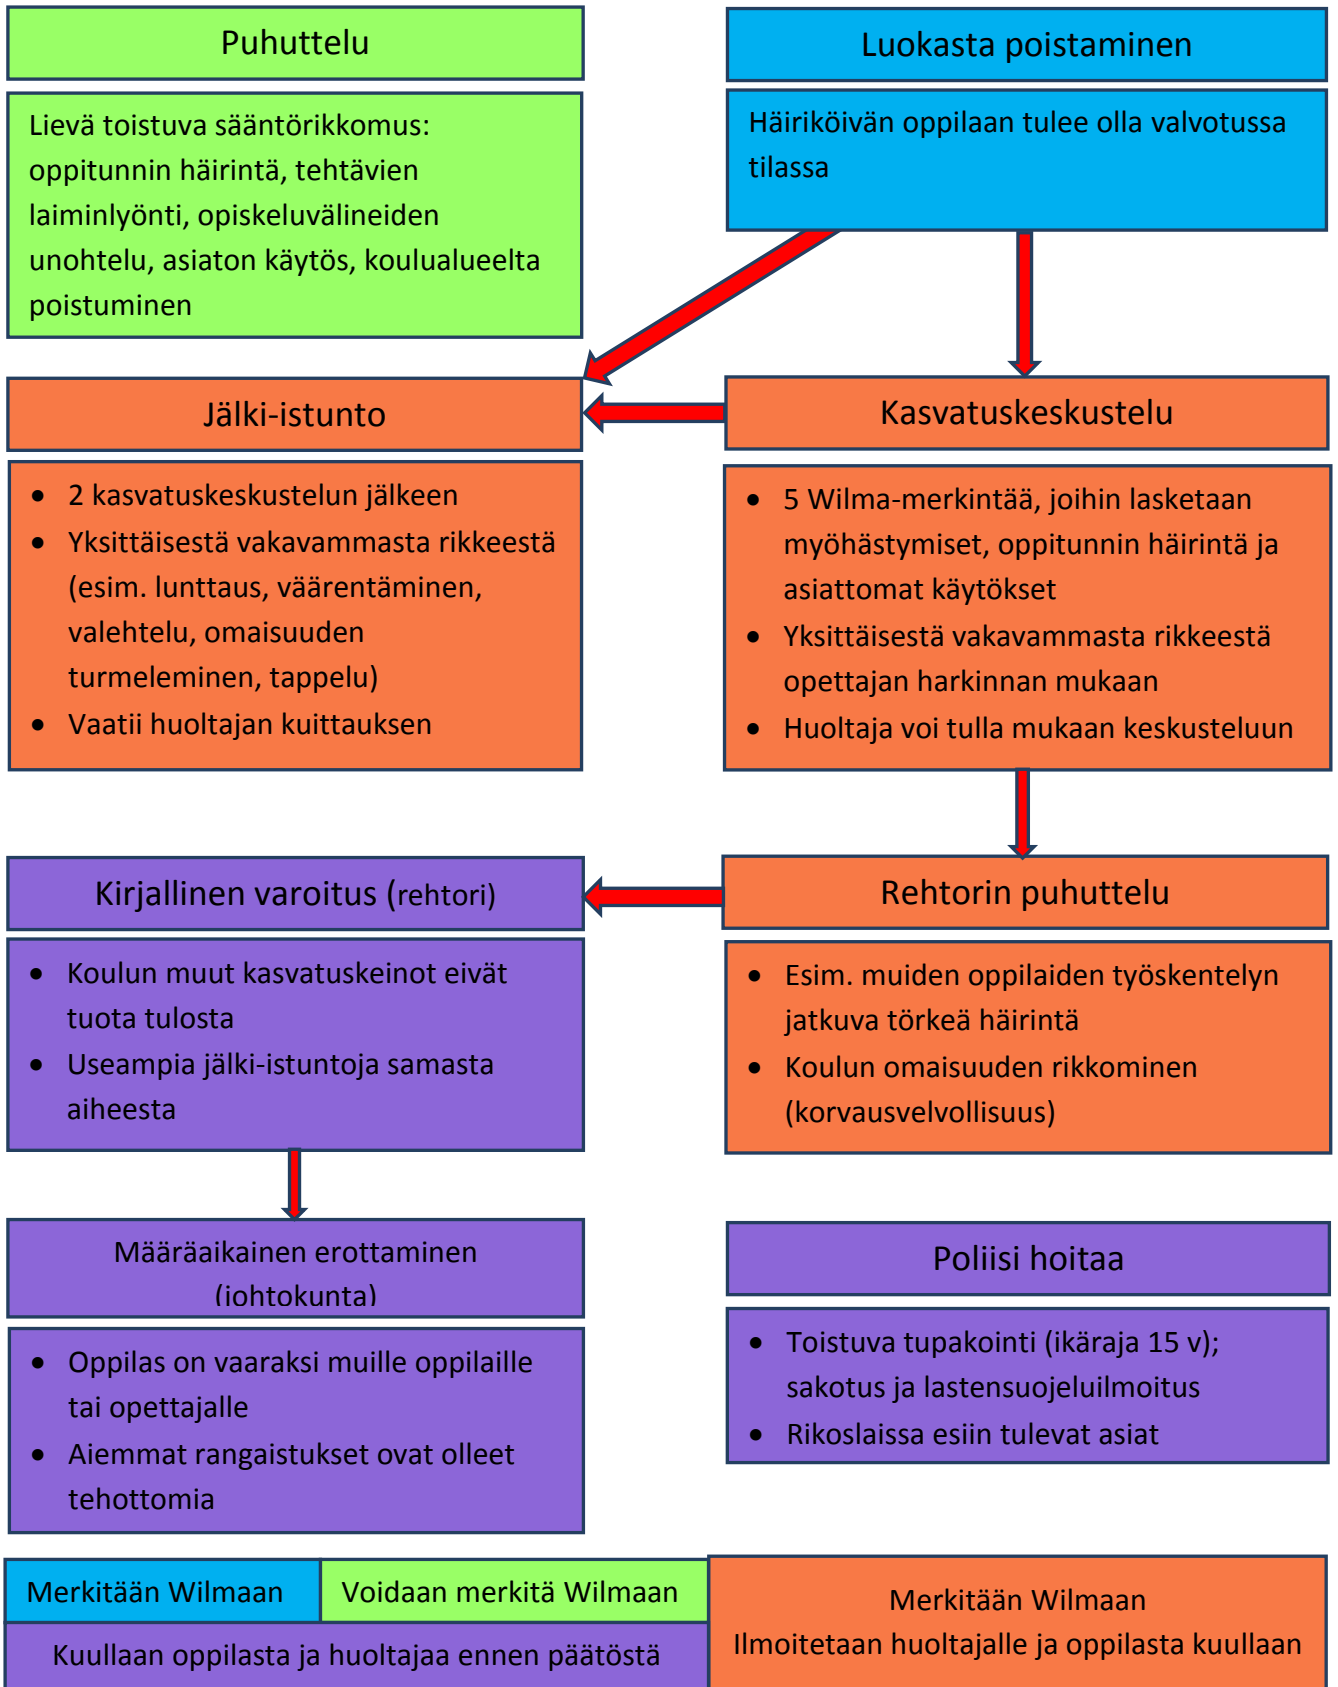 Puhuttelu
Lievä toistuva sääntörikkomus:
oppitunnin häirintä, tehtävien
laiminlyönti, opiskeluvälineiden
unohtelu, asiaton käytös, koulualueelta
poistuminen
Luokasta poistaminen
Häiriköivän oppilaan tulee olla valvotussa
tilassa
Jälki-istunto
• 2 kasvatuskeskustelun jälkeen
• Yksittäisestä vakavammasta rikkeestä
(esim. lunttaus, väärentäminen,
valehtelu, omaisuuden
turmeleminen, tappelu)
• Vaatii huoltajan kuittauksen
Kasvatuskeskustelu
• 5 Wilma-merkintää, joihin lasketaan
myöhästymiset, oppitunnin häirintä ja
asiattomat käytökset
• Yksittäisestä vakavammasta rikkeestä
opettajan harkinnan mukaan
• Huoltaja voi tulla mukaan keskusteluun
Kirjallinen varoitus (rehtori)
• Koulun muut kasvatuskeinot eivät
tuota tulosta
• Useampia jälki-istuntoja samasta
aiheesta
Rehtorin puhuttelu
• Esim. muiden oppilaiden työskentelyn
jatkuva törkeä häirintä
• Koulun omaisuuden rikkominen
(korvausvelvollisuus)
Määräaikainen erottaminen
(johtokunta)
• Oppilas on vaaraksi muille oppilaille
tai opettajalle
• Aiemmat rangaistukset ovat olleet
tehottomia
Poliisi hoitaa
• Toistuva tupakointi (ikäraja 15 v);
sakotus ja lastensuojeluilmoitus
• Rikoslaissa esiin tulevat asiat
Merkitään Wilmaan
Voidaan merkitä Wilmaan
Kuullaan oppilasta ja huoltajaa ennen päätöstä
Merkitään Wilmaan
Ilmoitetaan huoltajalle ja oppilasta kuullaan